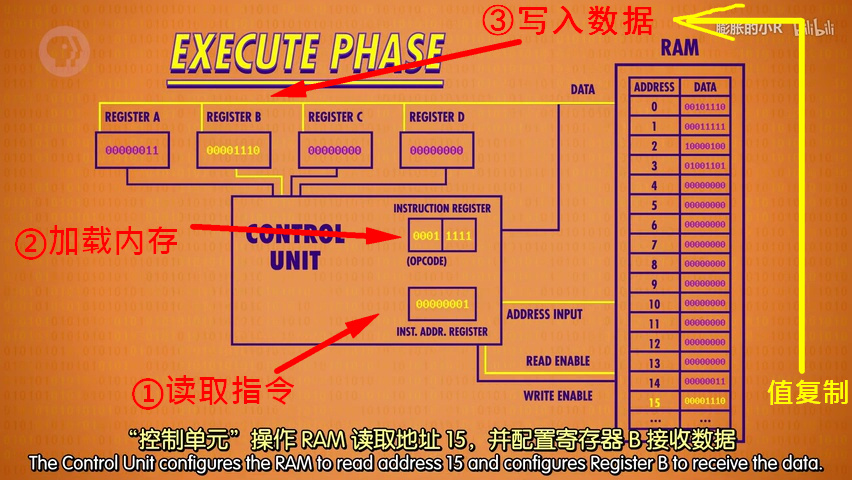 ③写入数据
膨胀的小R bilibili
EXECUTE PHASE
RAM
DATA
ADDRESS DATA
0 00101110
1 00011111
2 10000100
3 01001101
4 00000000
5 00000000
6 00000000
7 00000000
8 00000000
9 00000000
10 00000000
11 00000000
12 00000000
13 00000000
14 00000011
15 00001110
... ...
REGISTER A REGISTER B REGISTER C REGISTER D
00000011 00001110 00000000 00000000
②加载内存
CONTROL
UNIT
INSTRUCTION REGISTER
0001 1111
(OPCODE)
00000001
INST. ADDR. REGISTER
ADDRESS INPUT
READ ENABLE
WRITE ENABLE
①读取指令
值复制
“控制单元”操作 RAM 读取地址 15，并配置寄存器 B 接收数据
The Control Unit configures the RAM to read address 15 and configures Register B to receive the data.